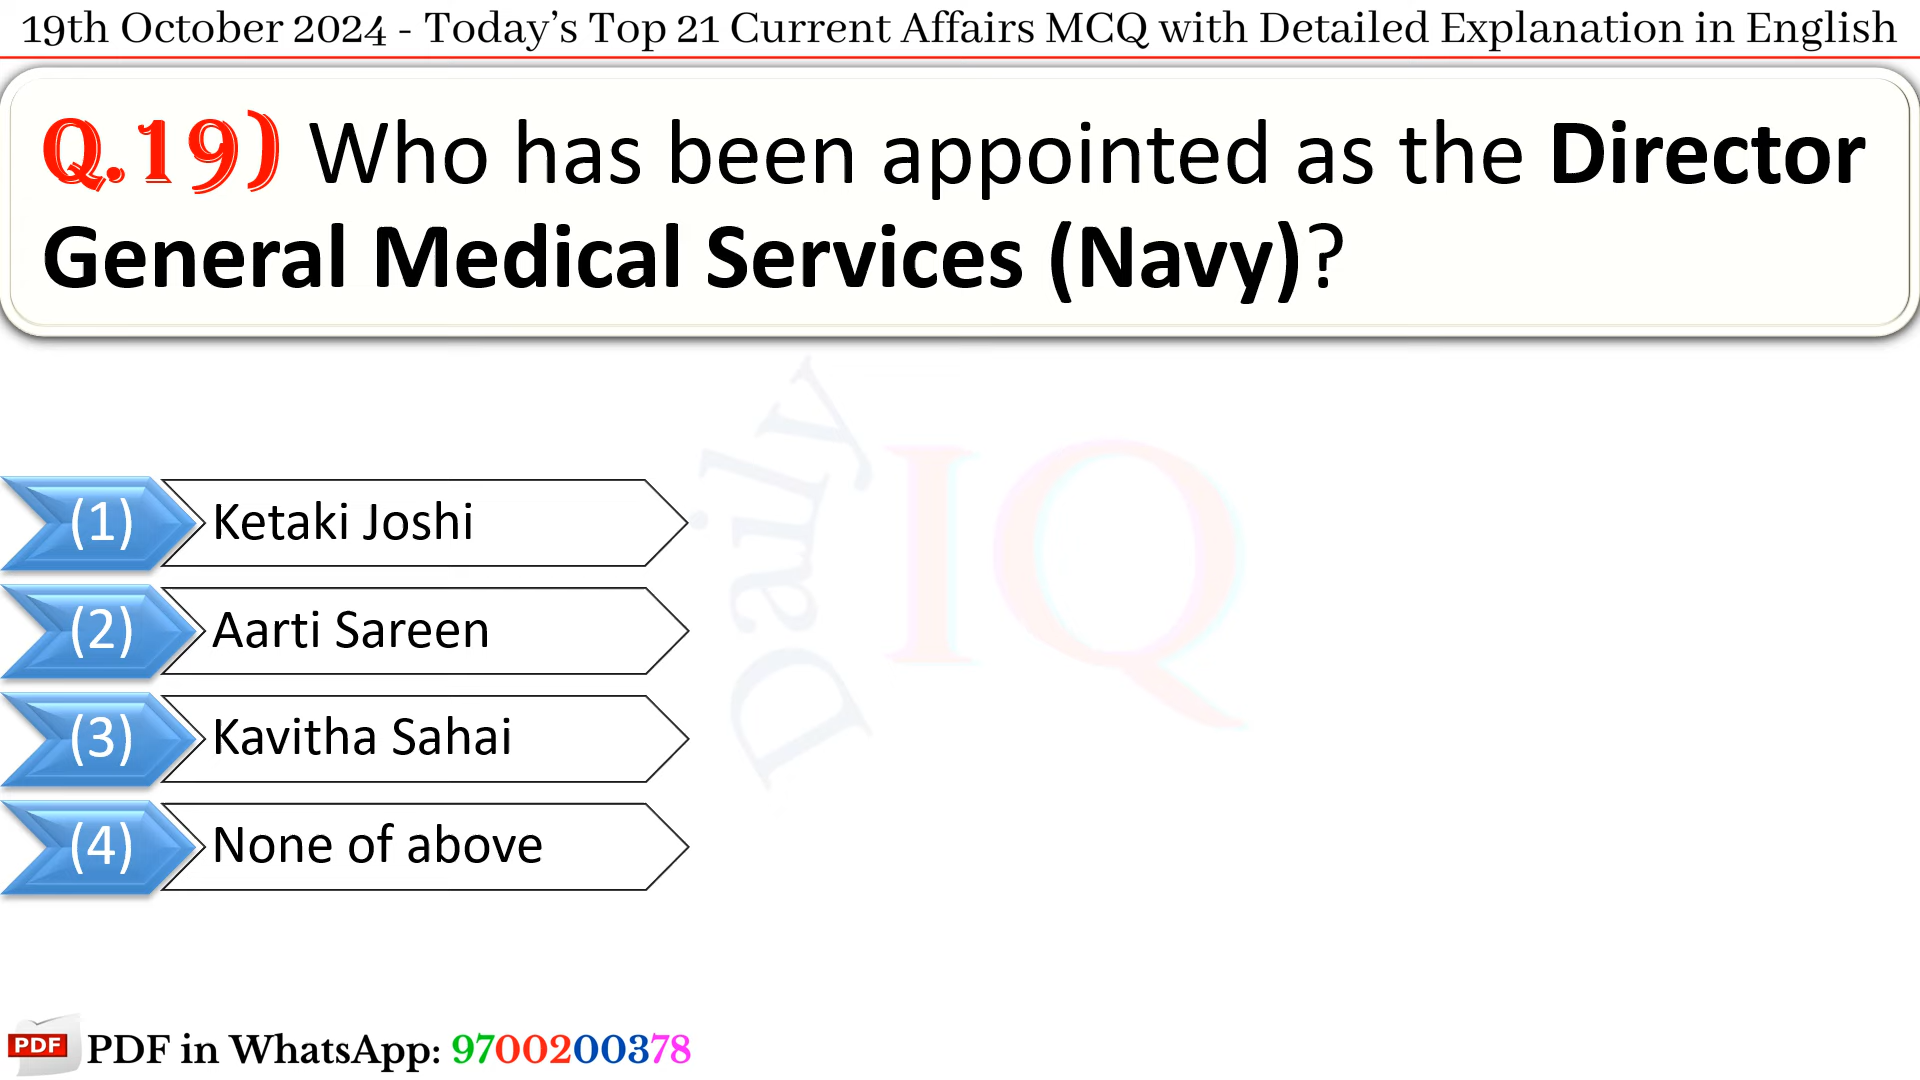 19th October 2024 - Today’s Top 21 Current Affairs MCQ with Detailed Explanation in English
Q.19) Who has been appointed as the Director
General Medical Services (Navy)?
Daily IQ
(1) Ketaki Joshi
(2) Aarti Sareen
(3) Kavitha Sahai
(4) None of above
PDF PDF in WhatsApp: 9700200378